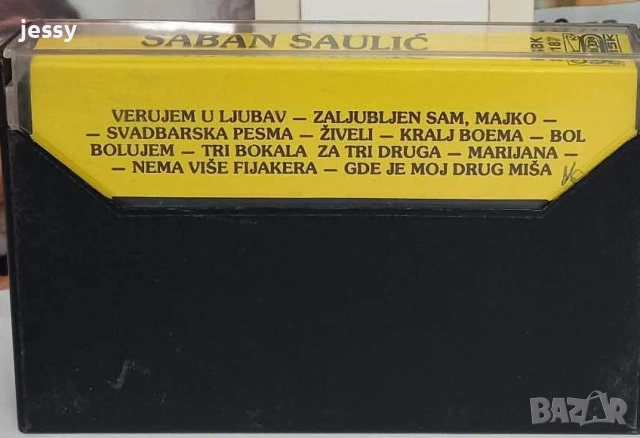 jessy
ŠABAN ŠAULIĆ
VERUJEM U LJUBAV – ZALJUBLJEN SAM, MAJKO –
– SVADBARSKA PESMA – ŽIVELI – KRALJ BOEMA – BOL
BOLUJEM – TRI BOKALA ZA TRI DRUGA – MARIJANA –
– NEMA VIŠE FIJAKERA – GDE JE MOJ DRUG MIŠA
jessy
BAZAR